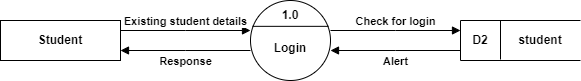 Student
Existing student details
Response
1.0
Login
Check for login
Alert
D2
student